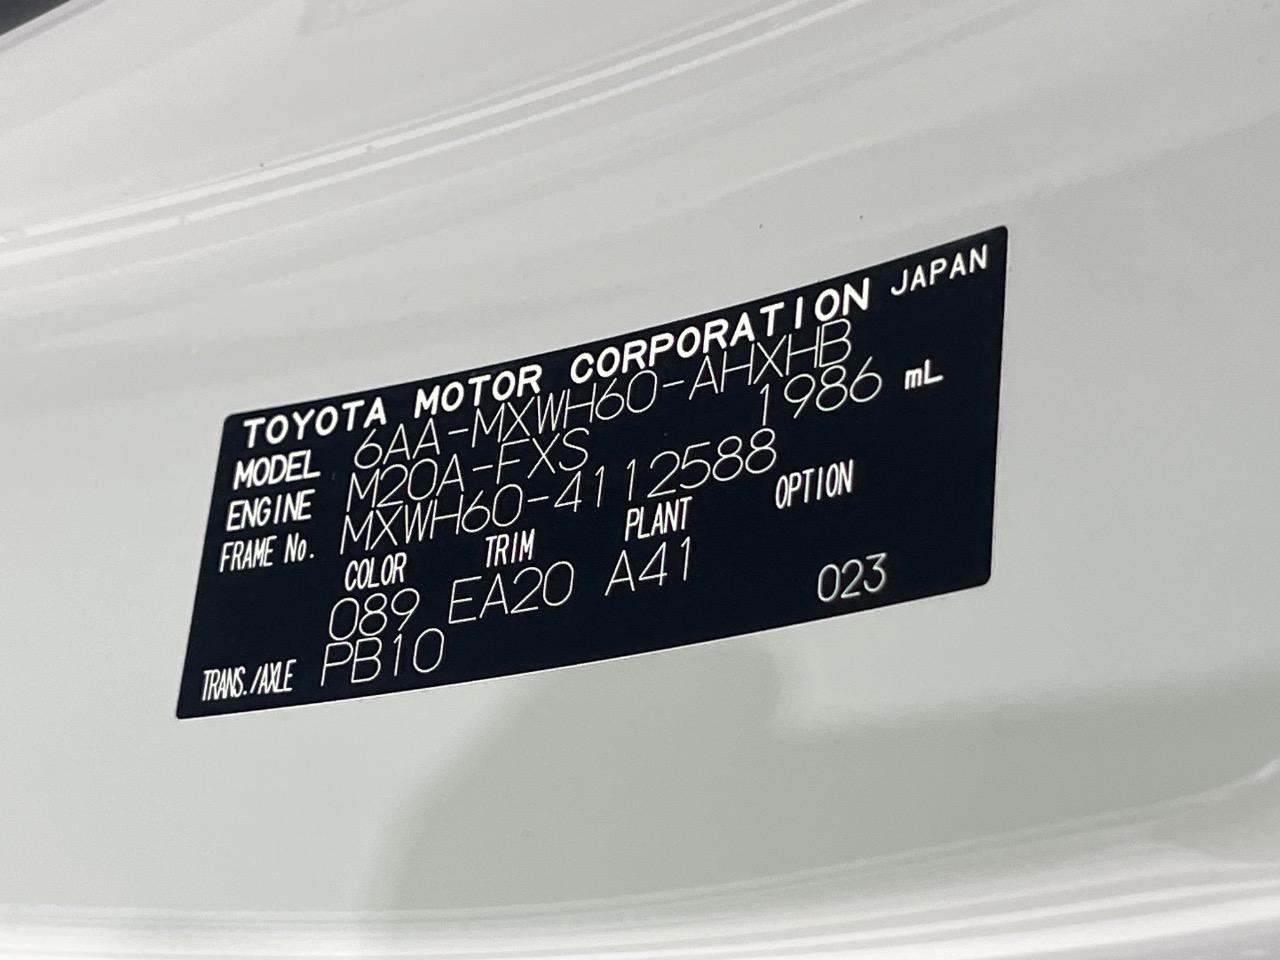 TOYOTA MOTOR CORPORATION JAPAN
MODEL 6AA-MXWH60-AHXHB
ENGINE M20A-FXS 1986 mL
FRAME No. MXWH60-4112588
COLOR TRIM PLANT OPTION
089 EA20 A41 023
TRANS./AXLE PB10